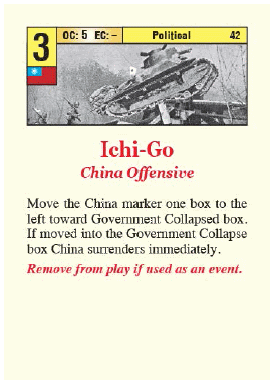 3 OC: 5 EC: – Political 42
Ichi-Go
China Offensive
Move the China marker one box to the
left toward Government Collapsed box.
If moved into the Government Collapse
box China surrenders immediately.
Remove from play if used as an event.